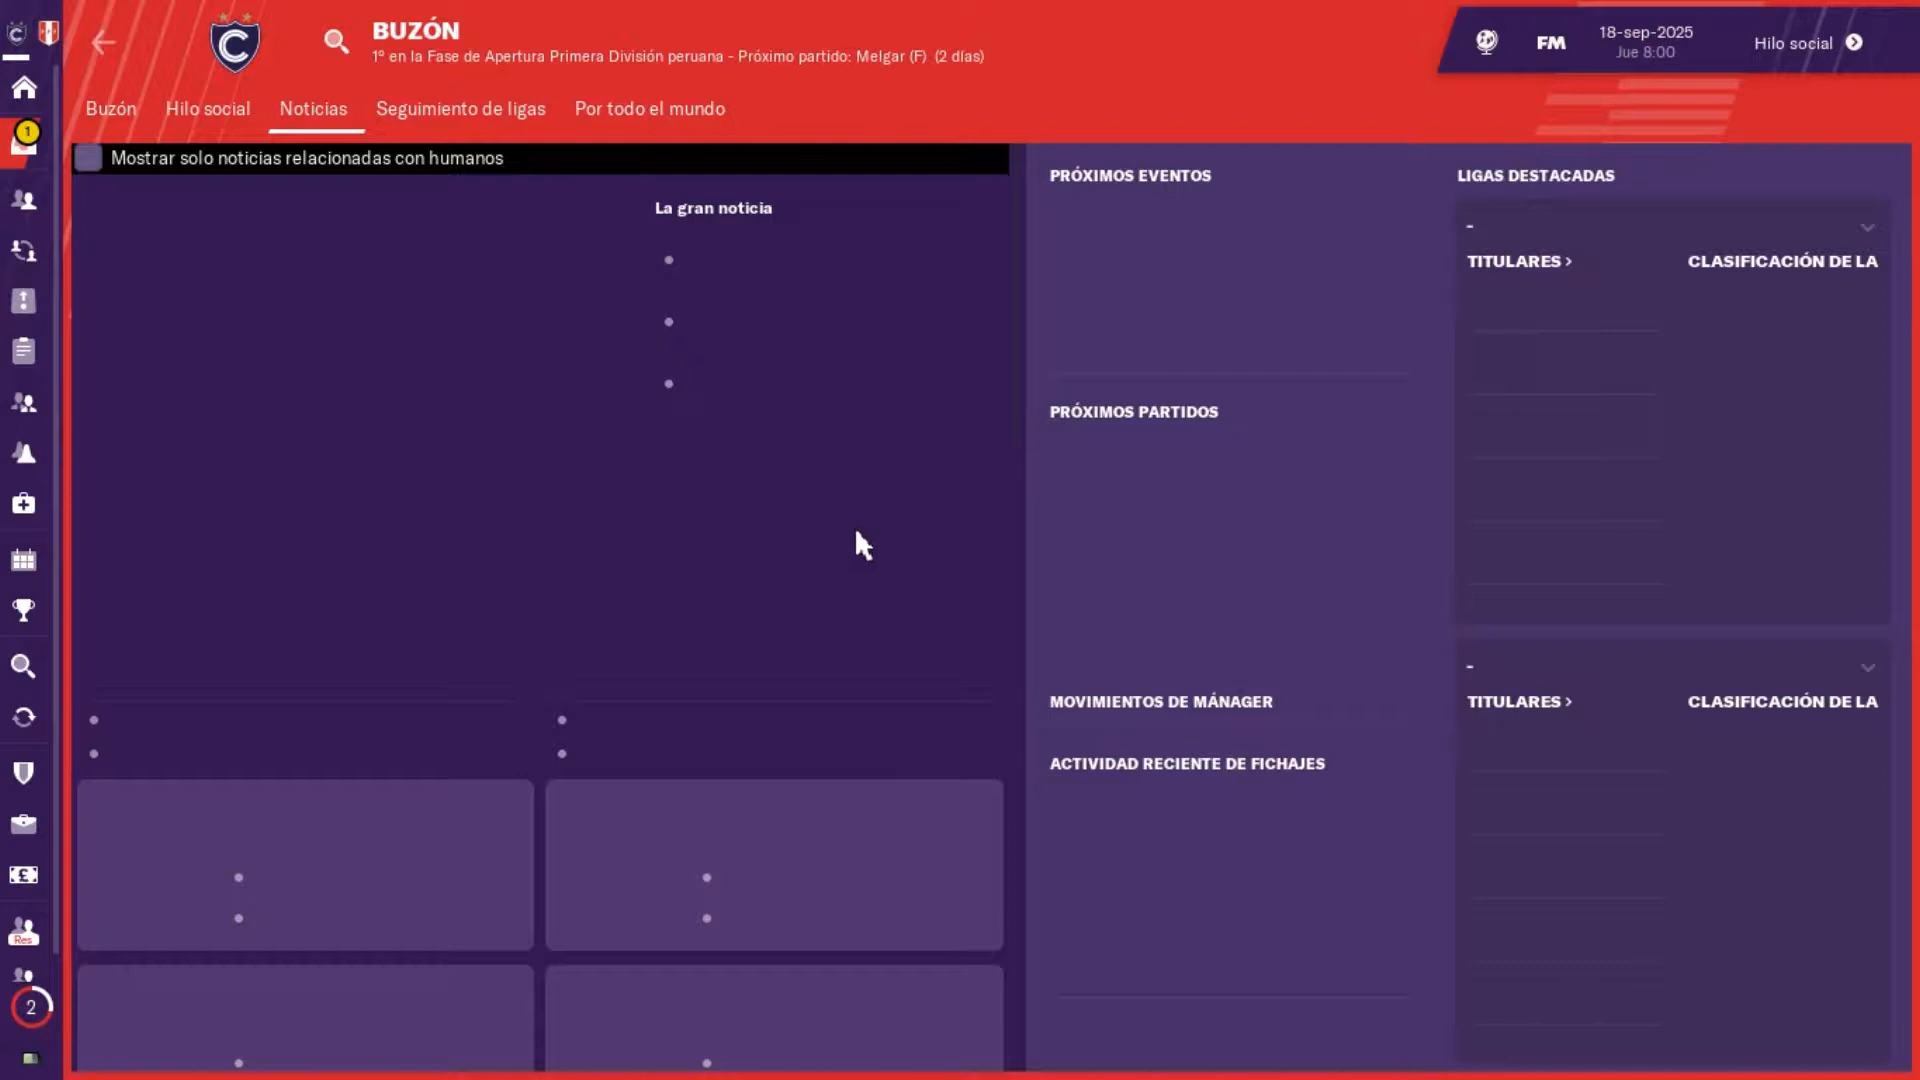 BUZÓN
1º en la Fase de Apertura Primera División peruana - Próximo partido: Melgar (F) (2 días)
FM
18-sep-2025
Jue 8:00
Hilo social
Buzón
Hilo social
Noticias
Seguimiento de ligas
Por todo el mundo
1
Mostrar solo noticias relacionadas con humanos
La gran noticia
PRÓXIMOS EVENTOS
PRÓXIMOS PARTIDOS
MOVIMIENTOS DE MÁNAGER
ACTIVIDAD RECIENTE DE FICHAJES
LIGAS DESTACADAS
-
TITULARES >
CLASIFICACIÓN DE LA
-
TITULARES >
CLASIFICACIÓN DE LA
Res
2